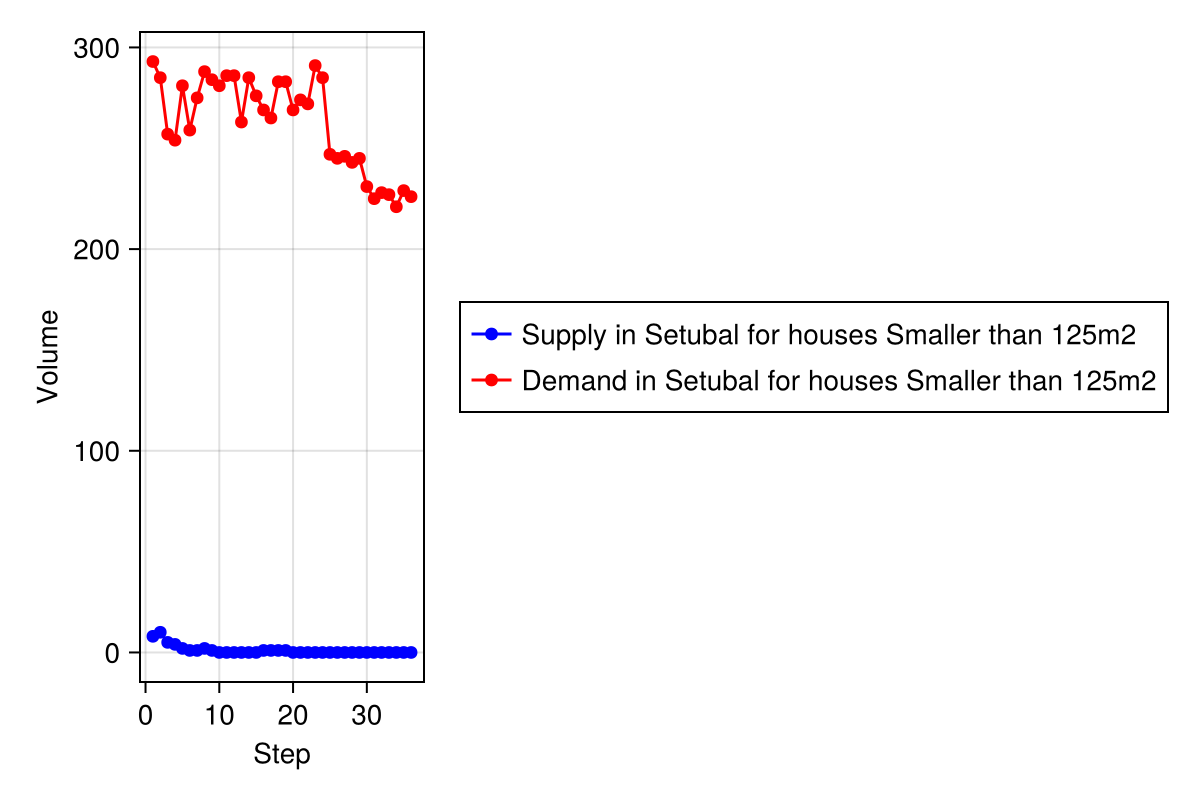 300
200
100
0
Volume
0 10 20 30
Step
Supply in Setubal for houses Smaller than 125m2
Demand in Setubal for houses Smaller than 125m2